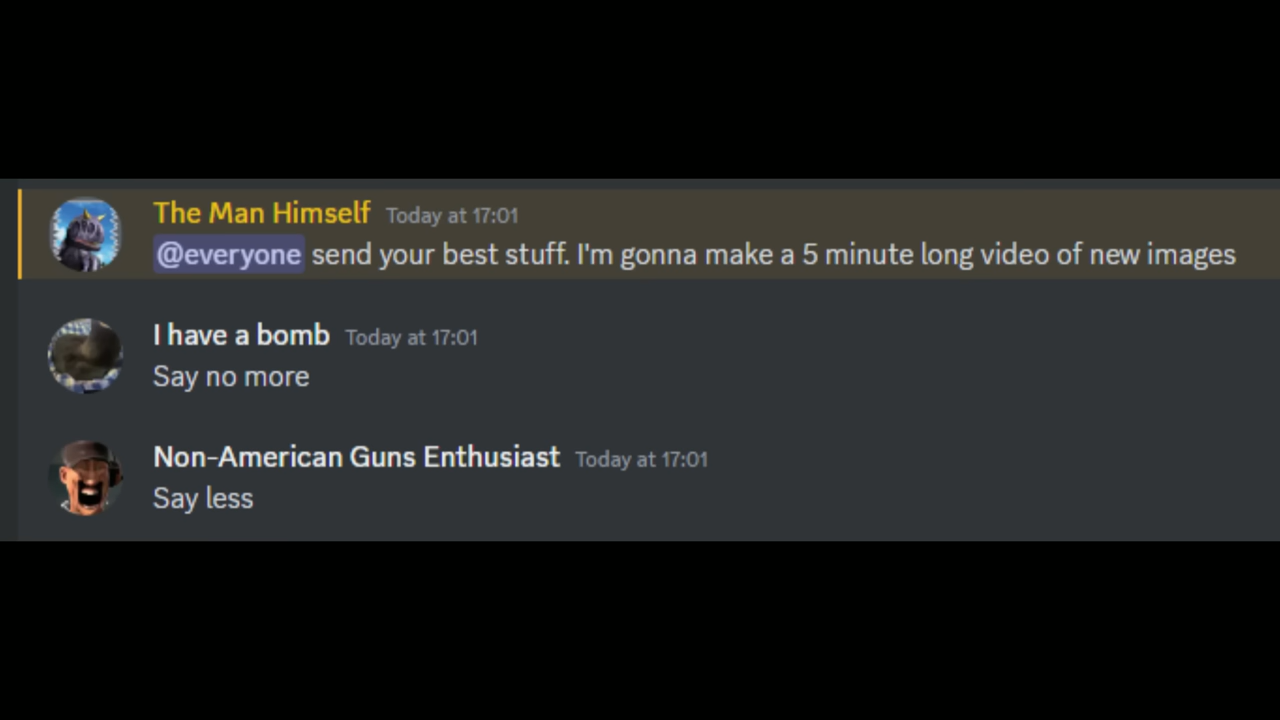 The Man Himself Today at 17:01
@everyone send your best stuff. I'm gonna make a 5 minute long video of new images
I have a bomb Today at 17:01
Say no more
Non-American Guns Enthusiast Today at 17:01
Say less